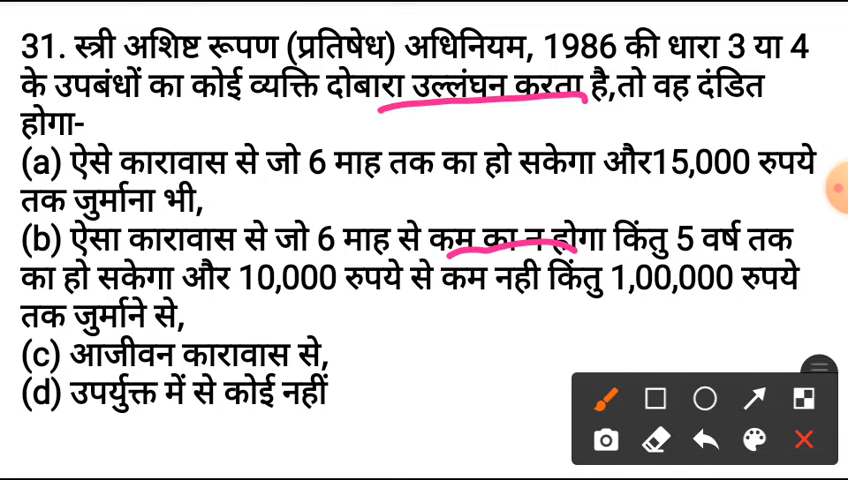 31. स्त्री अशिष्ट रूपण (प्रतिषेध) अधिनियम, 1986 की धारा 3 या 4
के उपबंधों का कोई व्यक्ति दोबारा उल्लंघन करता है,तो वह दंडित
होगा-
(a) ऐसे कारावास से जो 6 माह तक का हो सकेगा और15,000 रुपये
तक जुर्माना भी,
(b) ऐसा कारावास से जो 6 माह से कम का न होगा किंतु 5 वर्ष तक
का हो सकेगा और 10,000 रुपये से कम नही किंतु 1,00,000 रुपये
तक जुर्माने से,
(c) आजीवन कारावास से,
(d) उपर्युक्त में से कोई नहीं